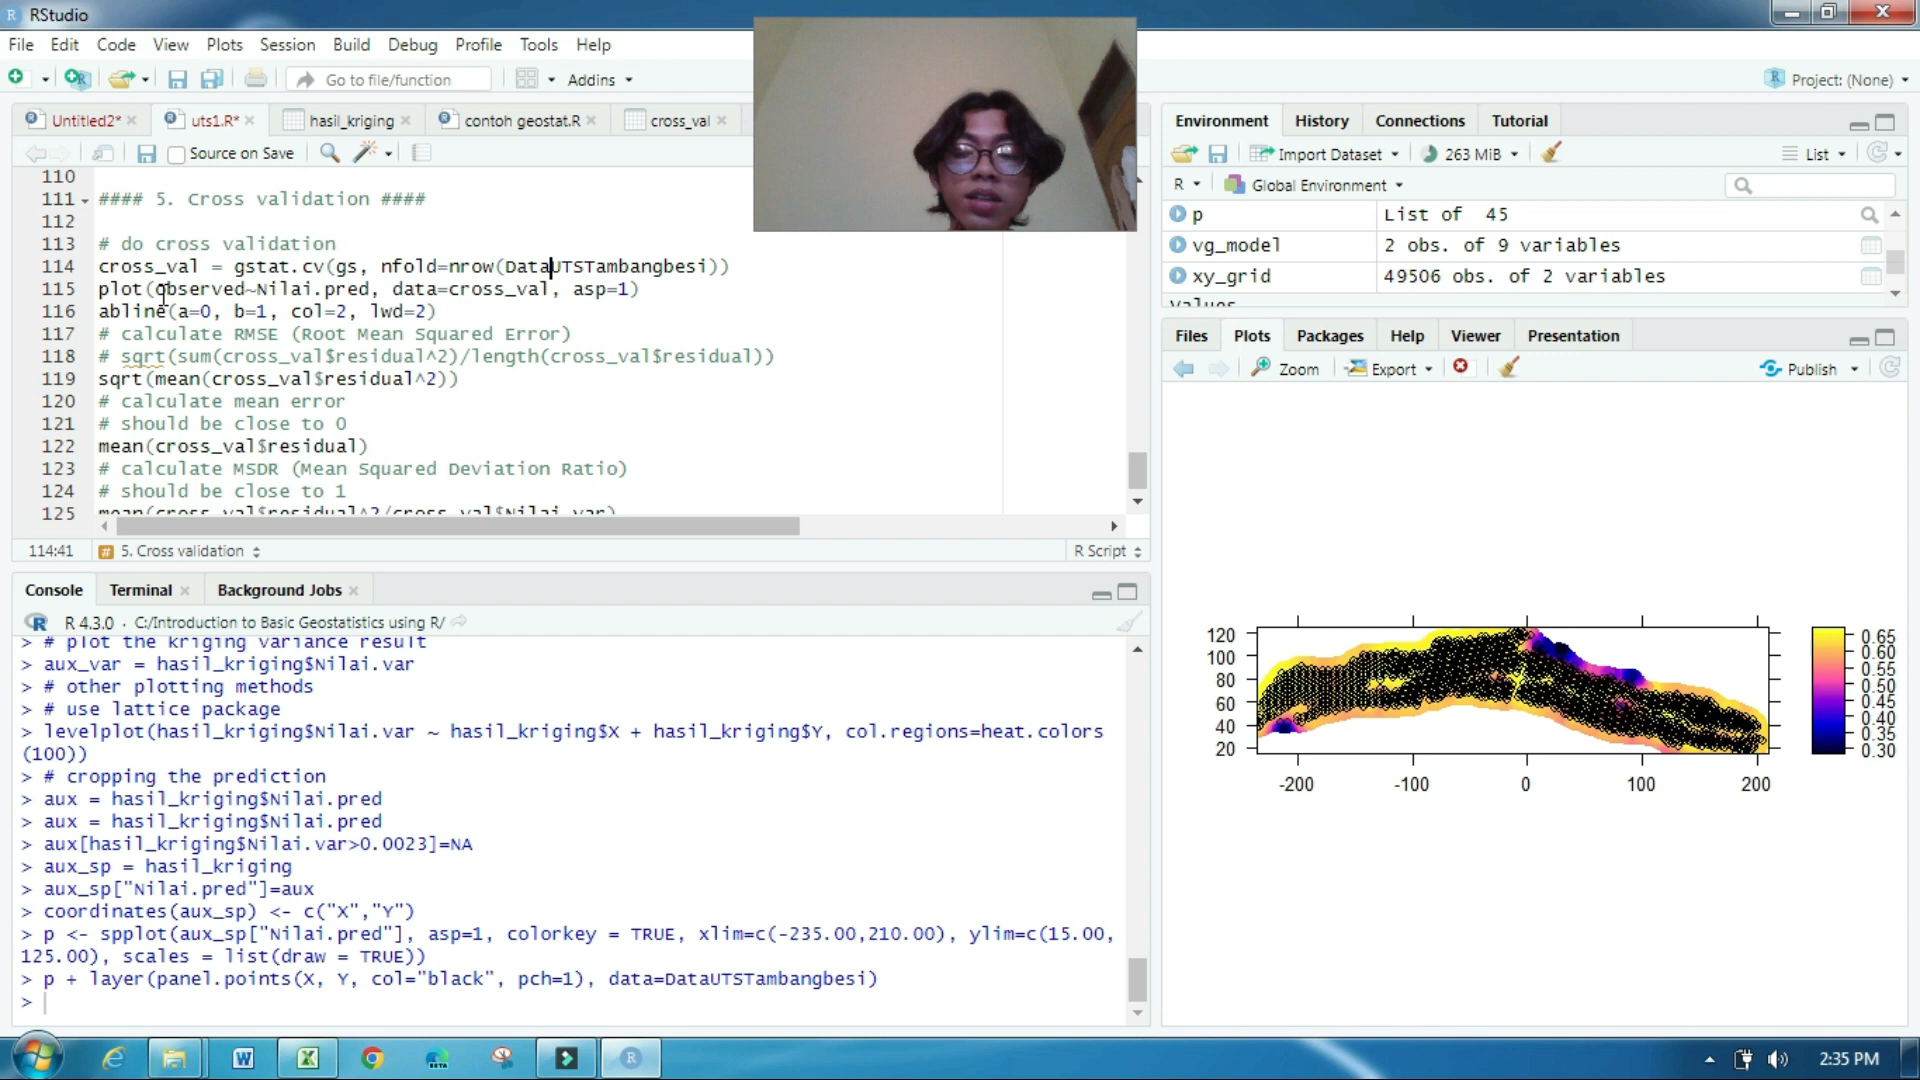 RStudio
File Edit Code View Plots Session Build Debug Profile Tools Help
Go to file/function Addins Project: (None)
Untitled2* uts1.R* hasil_kriging contoh geostat.R cross_val
Source on Save
110
111 #### 5. Cross validation ####
112
113 # do cross validation
114 cross_val = gstat.cv(gs, nfold=nrow(DataUTSTambangbesi))
115 plot(observed~Nilai.pred, data=cross_val, asp=1)
116 abline(a=0, b=1, col=2, lwd=2)
117 # calculate RMSE (Root Mean Squared Error)
118 # sqrt(sum(cross_val$residual^2)/length(cross_val$residual))
119 sqrt(mean(cross_val$residual^2))
120 # calculate mean error
121 # should be close to 0
122 mean(cross_val$residual)
123 # calculate MSDR (Mean Squared Deviation Ratio)
124 # should be close to 1
125 mean(cross_val$residual^2/cross_val$Nilai.var)
114:41 # 5. Cross validation R Script
Console Terminal Background Jobs
R 4.3.0 · C:/Introduction to Basic Geostatistics using R/
> # plot the kriging variance result
> aux_var = hasil_kriging$Nilai.var
> # other plotting methods
> # use lattice package
> levelplot(hasil_kriging$Nilai.var ~ hasil_kriging$X + hasil_kriging$Y, col.regions=heat.colors
(100))
> # cropping the prediction
> aux = hasil_kriging$Nilai.pred
> aux = hasil_kriging$Nilai.pred
> aux[hasil_kriging$Nilai.var>0.0023]=NA
> aux_sp = hasil_kriging
> aux_sp["Nilai.pred"]=aux
> coordinates(aux_sp) <- c("X","Y")
> p <- spplot(aux_sp["Nilai.pred"], asp=1, colorkey = TRUE, xlim=c(-235.00,210.00), ylim=c(15.00,
125.00), scales = list(draw = TRUE))
> p + layer(panel.points(X, Y, col="black", pch=1), data=DataUTSTambangbesi)
>
Environment History Connections Tutorial
Import Dataset 263 MiB List
R Global Environment
p List of 45
vg_model 2 obs. of 9 variables
xy_grid 49506 obs. of 2 variables
Values
Files Plots Packages Help Viewer Presentation
Zoom Export Publish
120
100
80
60
40
20
-200 -100 0 100 200
0.65
0.60
0.55
0.50
0.45
0.40
0.35
0.30
2:35 PM